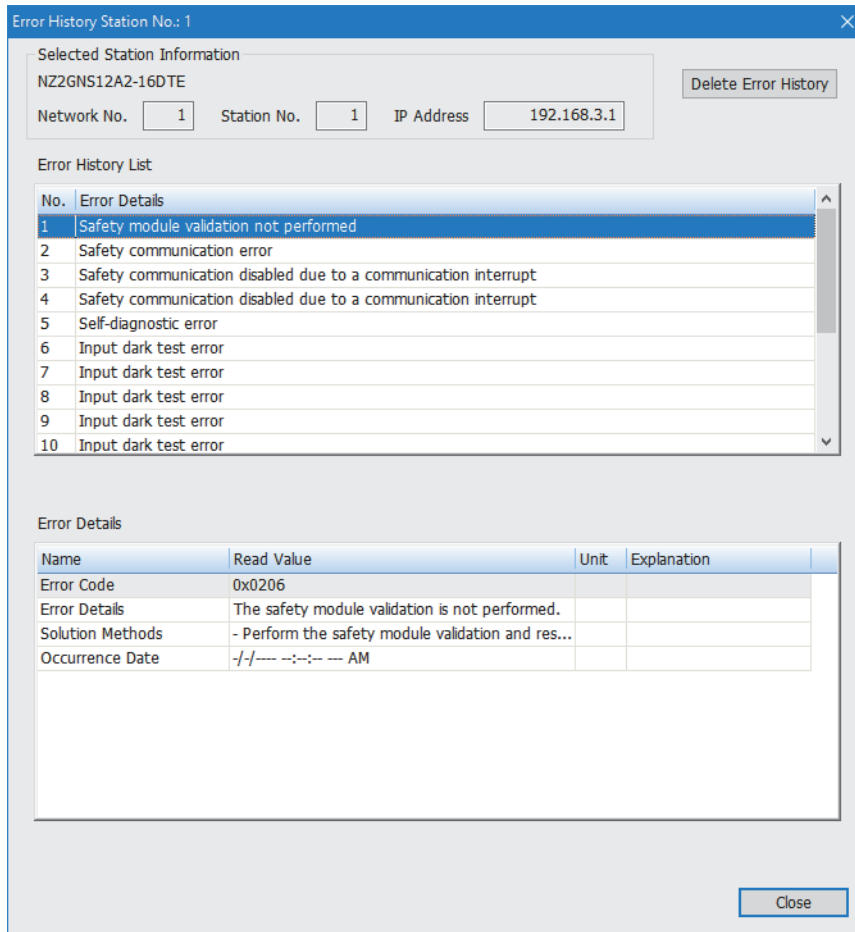 Error History Station No.: 1
Selected Station Information
NZ2GNS12A2-16DTE
Delete Error History
Network No. 1 Station No. 1 IP Address 192.168.3.1
Error History List
No. Error Details
1 Safety module validation not performed
2 Safety communication error
3 Safety communication disabled due to a communication interrupt
4 Safety communication disabled due to a communication interrupt
5 Self-diagnostic error
6 Input dark test error
7 Input dark test error
8 Input dark test error
9 Input dark test error
10 Input dark test error
Error Details
Name Read Value Unit Explanation
Error Code 0x0206
Error Details The safety module validation is not performed.
Solution Methods - Perform the safety module validation and res...
Occurrence Date -/-/---- --:--:-- --- AM
Close